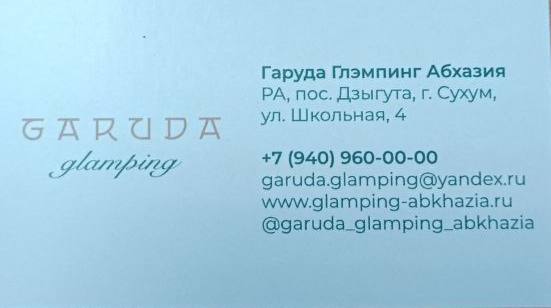 GARUDA
glamping
Гаруда Глэмпинг Абхазия
РА, пос. Дзыгута, г. Сухум,
ул. Школьная, 4
+7 (940) 960-00-00
garuda.glamping@yandex.ru
www.glamping-abkhazia.ru
@garuda_glamping_abkhazia